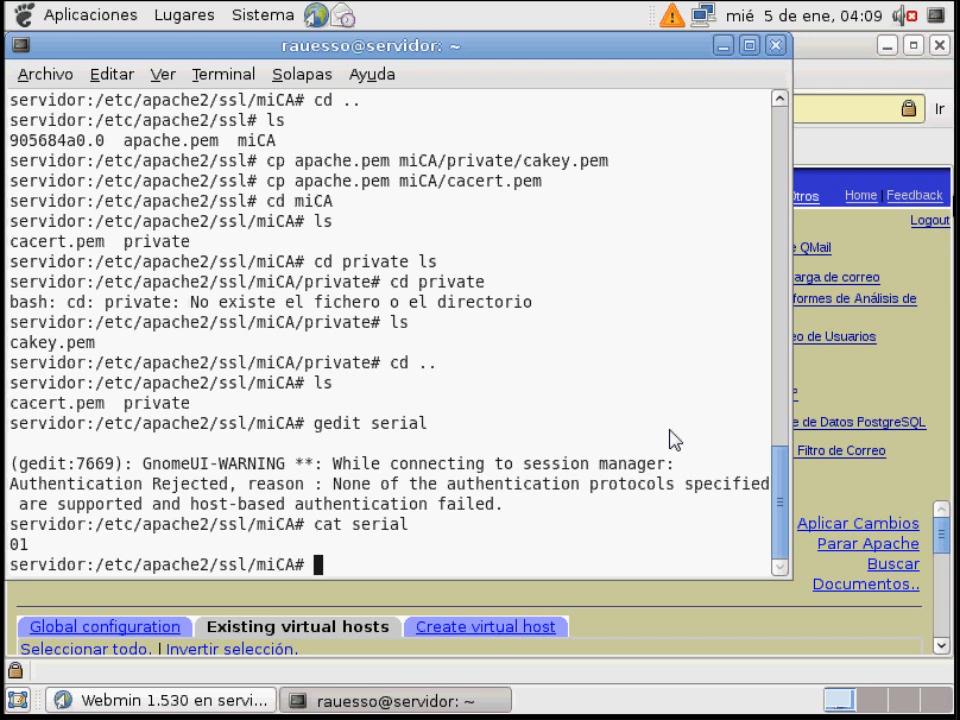 Aplicaciones Lugares Sistema mié 5 de ene, 04:09
rauesso@servidor: ~
Archivo Editar Ver Terminal Solapas Ayuda
servidor:/etc/apache2/ssl/miCA# cd ..
servidor:/etc/apache2/ssl# ls
905684a0.0 apache.pem miCA
servidor:/etc/apache2/ssl# cp apache.pem miCA/private/cakey.pem
servidor:/etc/apache2/ssl# cp apache.pem miCA/cacert.pem
servidor:/etc/apache2/ssl# cd miCA
servidor:/etc/apache2/ssl/miCA# ls
cacert.pem private
servidor:/etc/apache2/ssl/miCA# cd private ls
servidor:/etc/apache2/ssl/miCA/private# cd private
bash: cd: private: No existe el fichero o el directorio
servidor:/etc/apache2/ssl/miCA/private# ls
cakey.pem
servidor:/etc/apache2/ssl/miCA/private# cd ..
servidor:/etc/apache2/ssl/miCA# ls
cacert.pem private
servidor:/etc/apache2/ssl/miCA# gedit serial
(gedit:7669): GnomeUI-WARNING **: While connecting to session manager:
Authentication Rejected, reason : None of the authentication protocols specified
are supported and host-based authentication failed.
servidor:/etc/apache2/ssl/miCA# cat serial
01
servidor:/etc/apache2/ssl/miCA#
Ir
Home | Feedback
Logout
QMail
de correo
formes de Análisis de
de Usuarios
de Datos PostgreSQL
Filtro de Correo
Aplicar Cambios
Parar Apache
Buscar
Documentos..
Global configuration Existing virtual hosts Create virtual host
Seleccionar todo. | Invertir selección.
Webmin 1.530 en servi... rauesso@servidor: ~